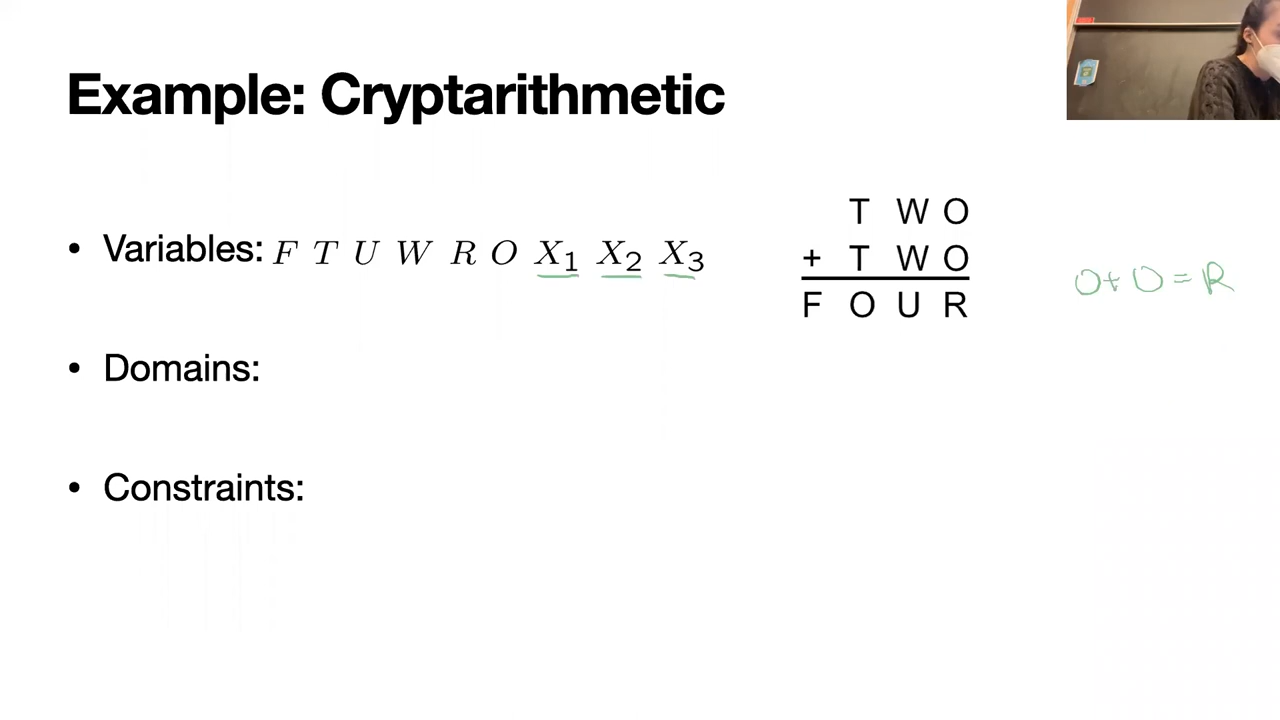 Example: Cryptarithmetic
• Variables: F T U W R O X₁ X₂ X₃
T W O
+ T W O
F O U R
O + O = R
• Domains:
• Constraints: